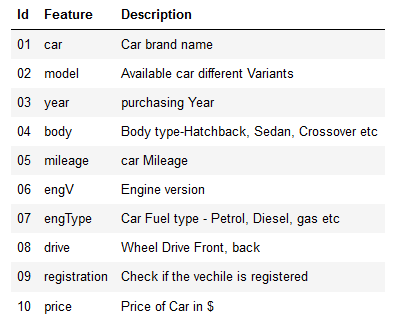 Id Feature Description
01 car Car brand name
02 model Available car different Variants
03 year purchasing Year
04 body Body type-Hatchback, Sedan, Crossover etc
05 mileage car Mileage
06 engV Engine version
07 engType Car Fuel type - Petrol, Diesel, gas etc
08 drive Wheel Drive Front, back
09 registration Check if the vechile is registered
10 price Price of Car in $